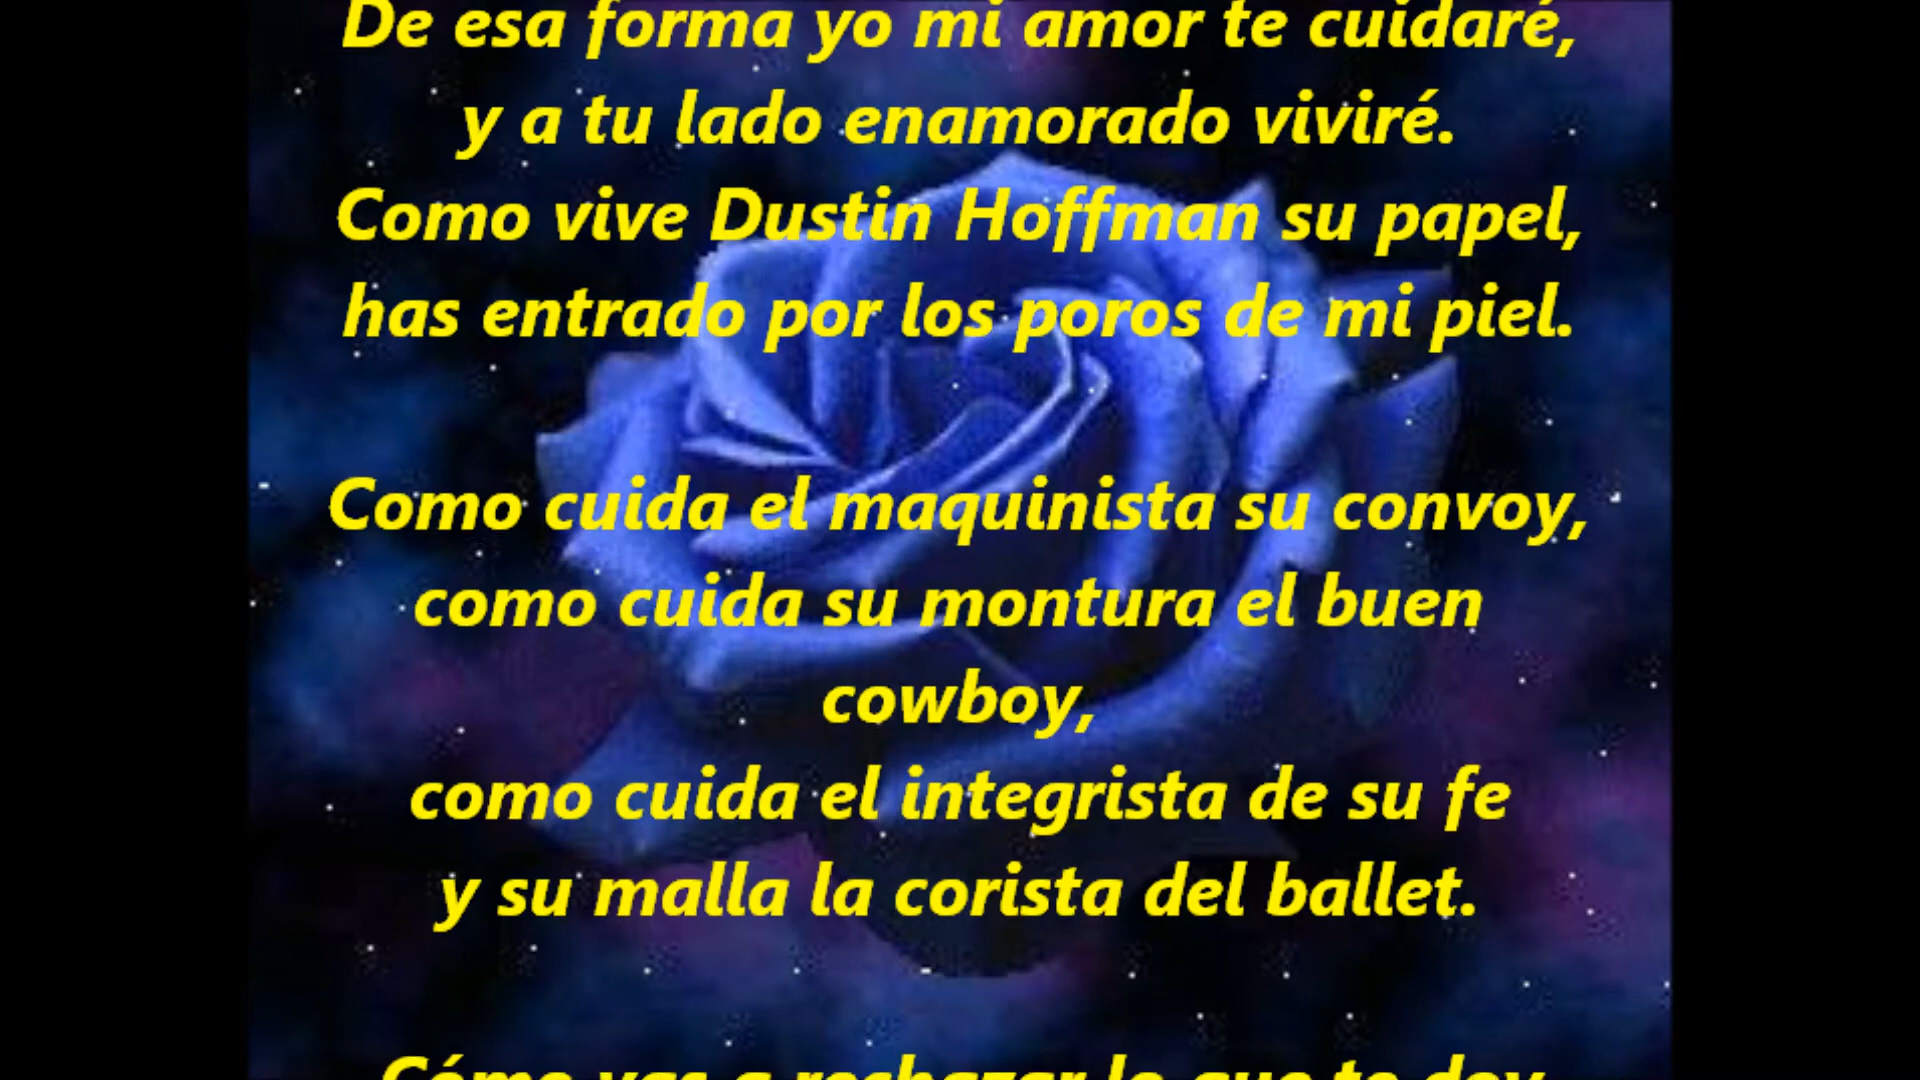 De esa forma yo mi amor te cuidaré,
y a tu lado enamorado viviré.
Como vive Dustin Hoffman su papel,
has entrado por los poros de mi piel.
Como cuida el maquinista su convoy,
como cuida su montura el buen
cowboy,
como cuida el integrista de su fe
y su malla la corista del ballet.
Cómo vas a rechazar lo que te doy